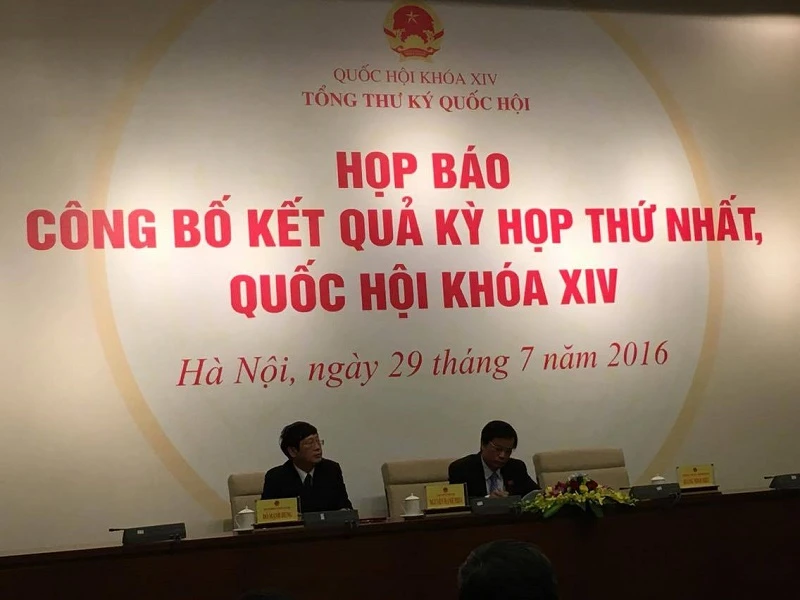 QUỐC HỘI KHÓA XIV
TỔNG THƯ KÝ QUỐC HỘI
HỌP BÁO
CÔNG BỐ KẾT QUẢ KỲ HỌP THỨ NHẤT,
QUỐC HỘI KHÓA XIV
Hà Nội, ngày 29 tháng 7 năm 2016